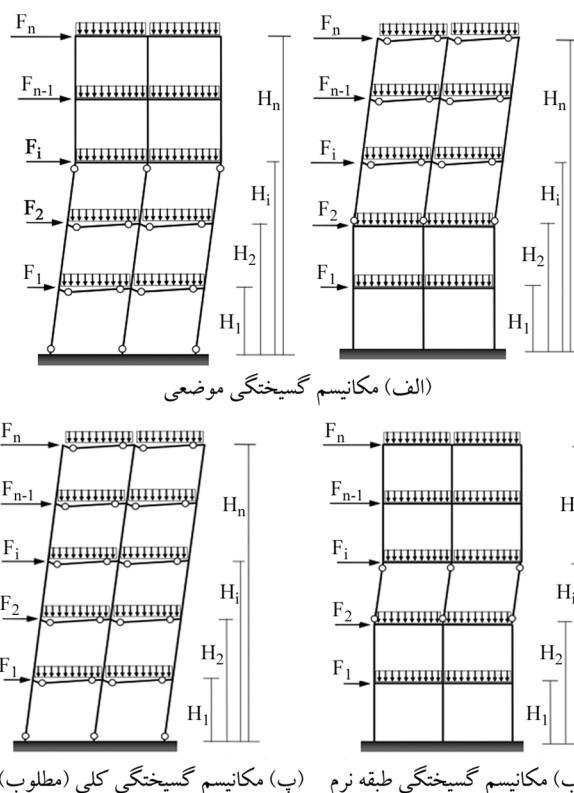 Fn
Fn-1
Fi
F2
F1
Hn
Hi
H2
H1
Fn
Fn-1
Fi
F2
F1
Hn
Hi
H2
H1
(الف) مکانیسم گسیختگی موضعی
Fn
Fn-1
Fi
F2
F1
Hn
Hi
H2
H1
Fn
Fn-1
Fi
F2
F1
H
Hi
H2
H1
ب) مکانیسم گسیختگی طبقه نرم
(پ) مکانیسم گسیختگی کلی (مطلوب)